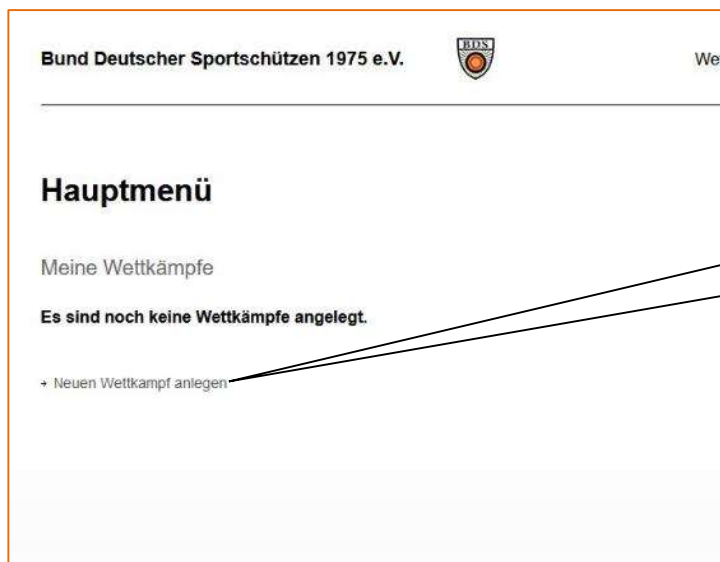 Bund Deutscher Sportschützen 1975 e.V.
BDS
Hauptmenü
Meine Wettkämpfe
Es sind noch keine Wettkämpfe angelegt.
→ Neuen Wettkampf anlegen